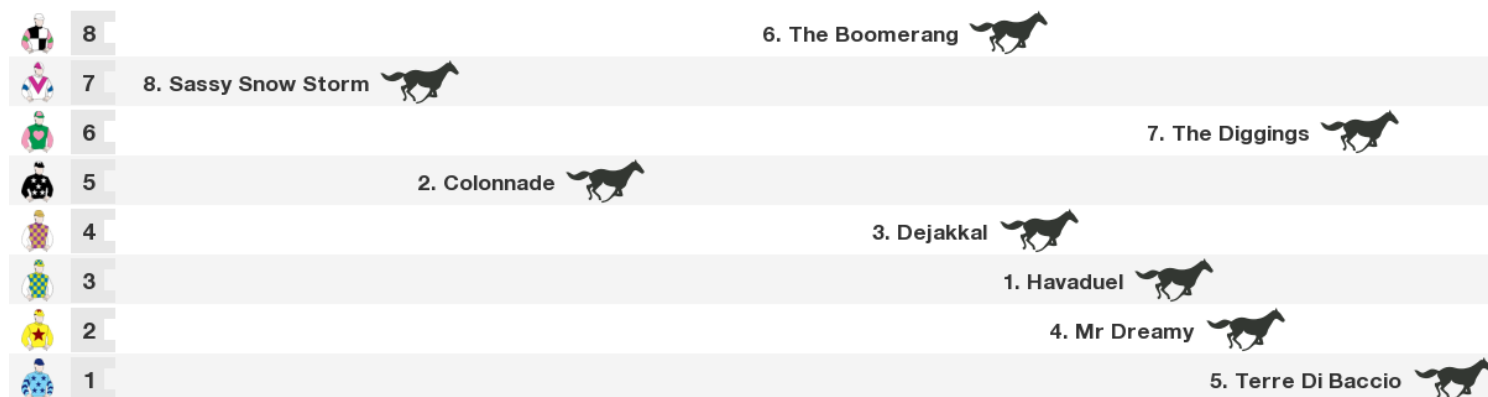 8 6. The Boomerang
7 8. Sassy Snow Storm
6 7. The Diggings
5 2. Colonnade
4 3. Dejakkal
3 1. Havaduel
2 4. Mr Dreamy
1 5. Terre Di Baccio